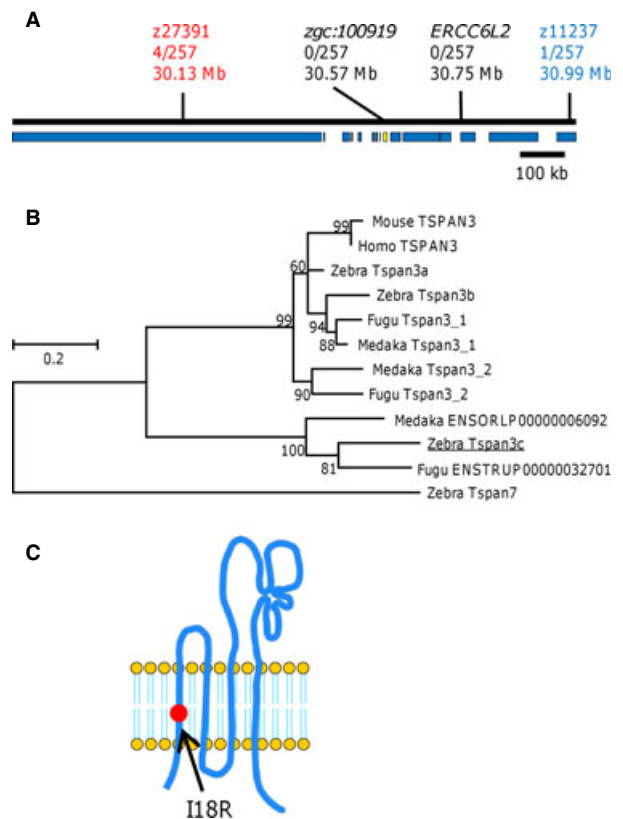 A
z27391
4/257
30.13 Mb
zgc:100919
0/257
30.57 Mb
ERCC6L2
0/257
30.75 Mb
z11237
1/257
30.99 Mb
100 kb
B
99
Mouse TSPAN3
Homo TSPAN3
60
Zebra Tspan3a
Zebra Tspan3b
99
94
Fugu Tspan3_1
88
Medaka Tspan3_1
0.2
Medaka Tspan3_2
90
Fugu Tspan3_2
Medaka ENSORLP00000006092
100
Zebra Tspan3c
81
Fugu ENSTRUP00000032701
Zebra Tspan7
C
I18R